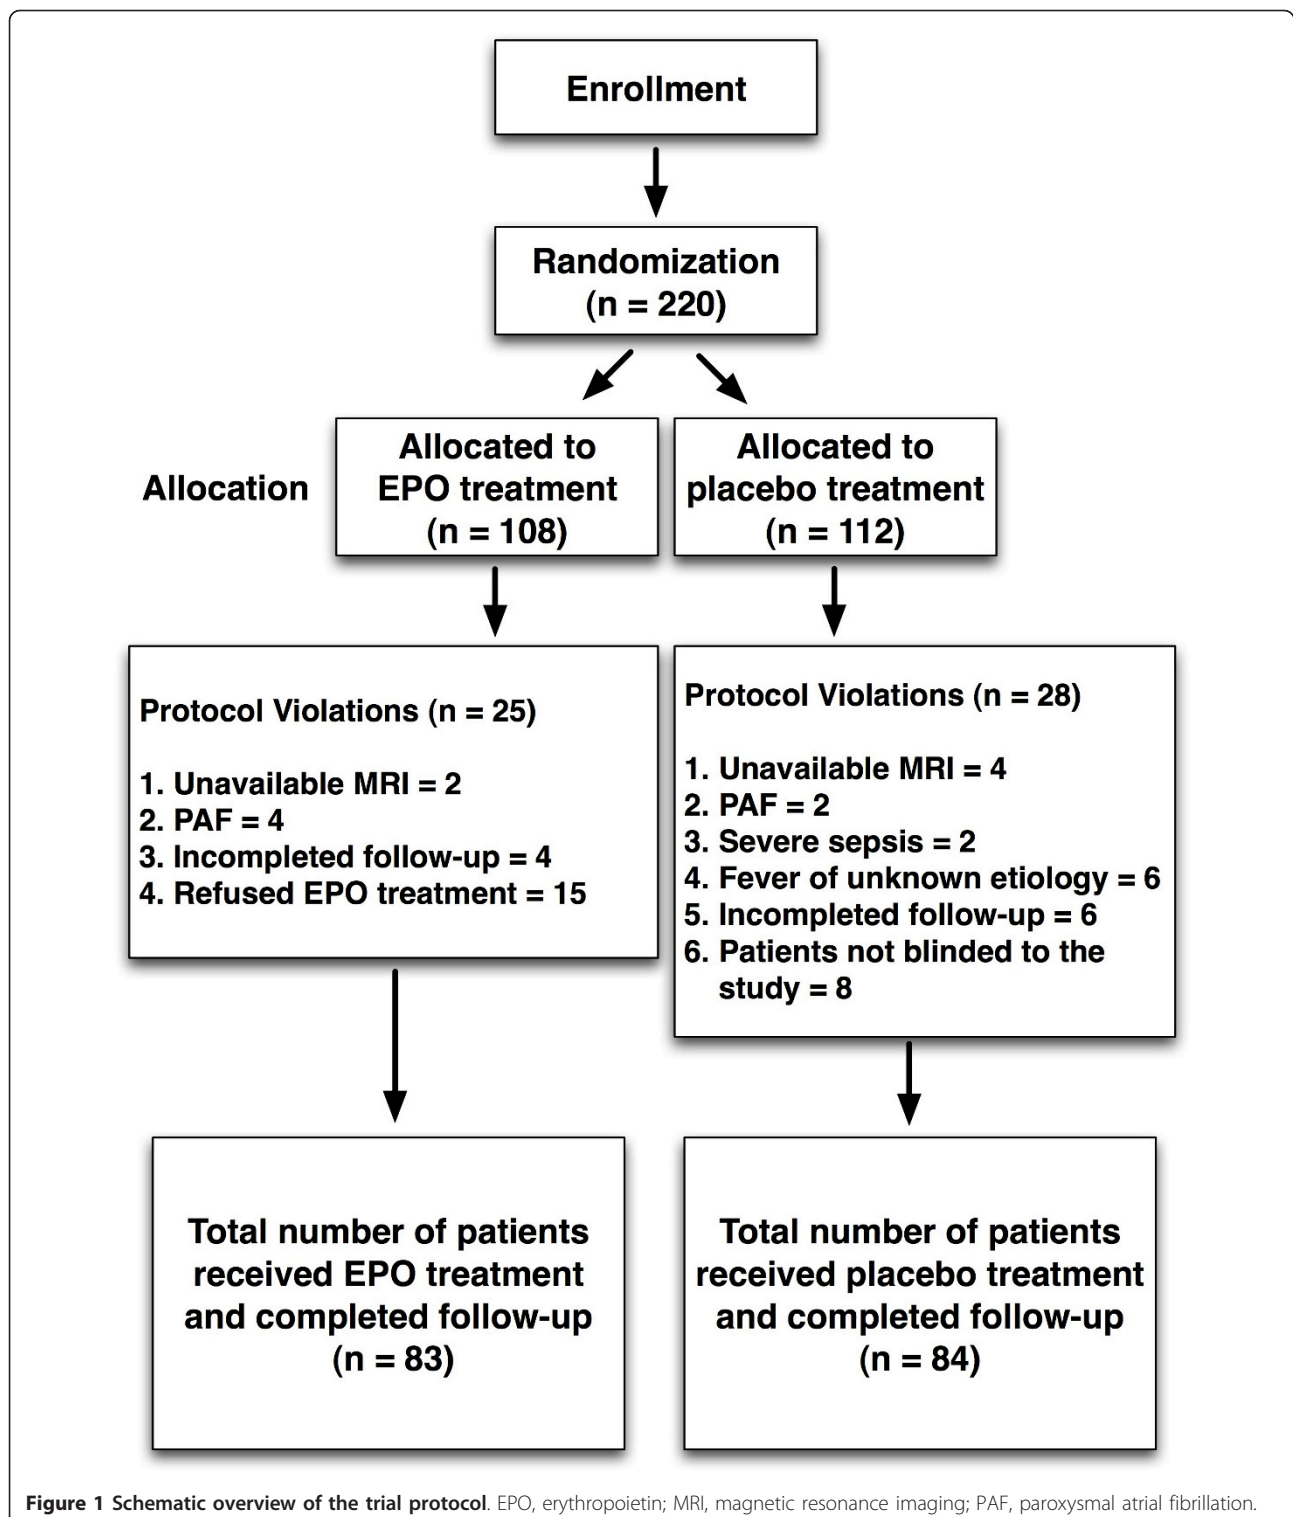 Enrollment
Randomization
(n = 220)
Allocation
Allocated to
EPO treatment
(n = 108)
Allocated to
placebo treatment
(n = 112)
Protocol Violations (n = 25)
1. Unavailable MRI = 2
2. PAF = 4
3. Incompleted follow-up = 4
4. Refused EPO treatment = 15
Protocol Violations (n = 28)
1. Unavailable MRI = 4
2. PAF = 2
3. Severe sepsis = 2
4. Fever of unknown etiology = 6
5. Incompleted follow-up = 6
6. Patients not blinded to the
study = 8
Total number of patients
received EPO treatment
and completed follow-up
(n = 83)
Total number of patients
received placebo treatment
and completed follow-up
(n = 84)
Figure 1 Schematic overview of the trial protocol. EPO, erythropoietin; MRI, magnetic resonance imaging; PAF, paroxysmal atrial fibrillation.